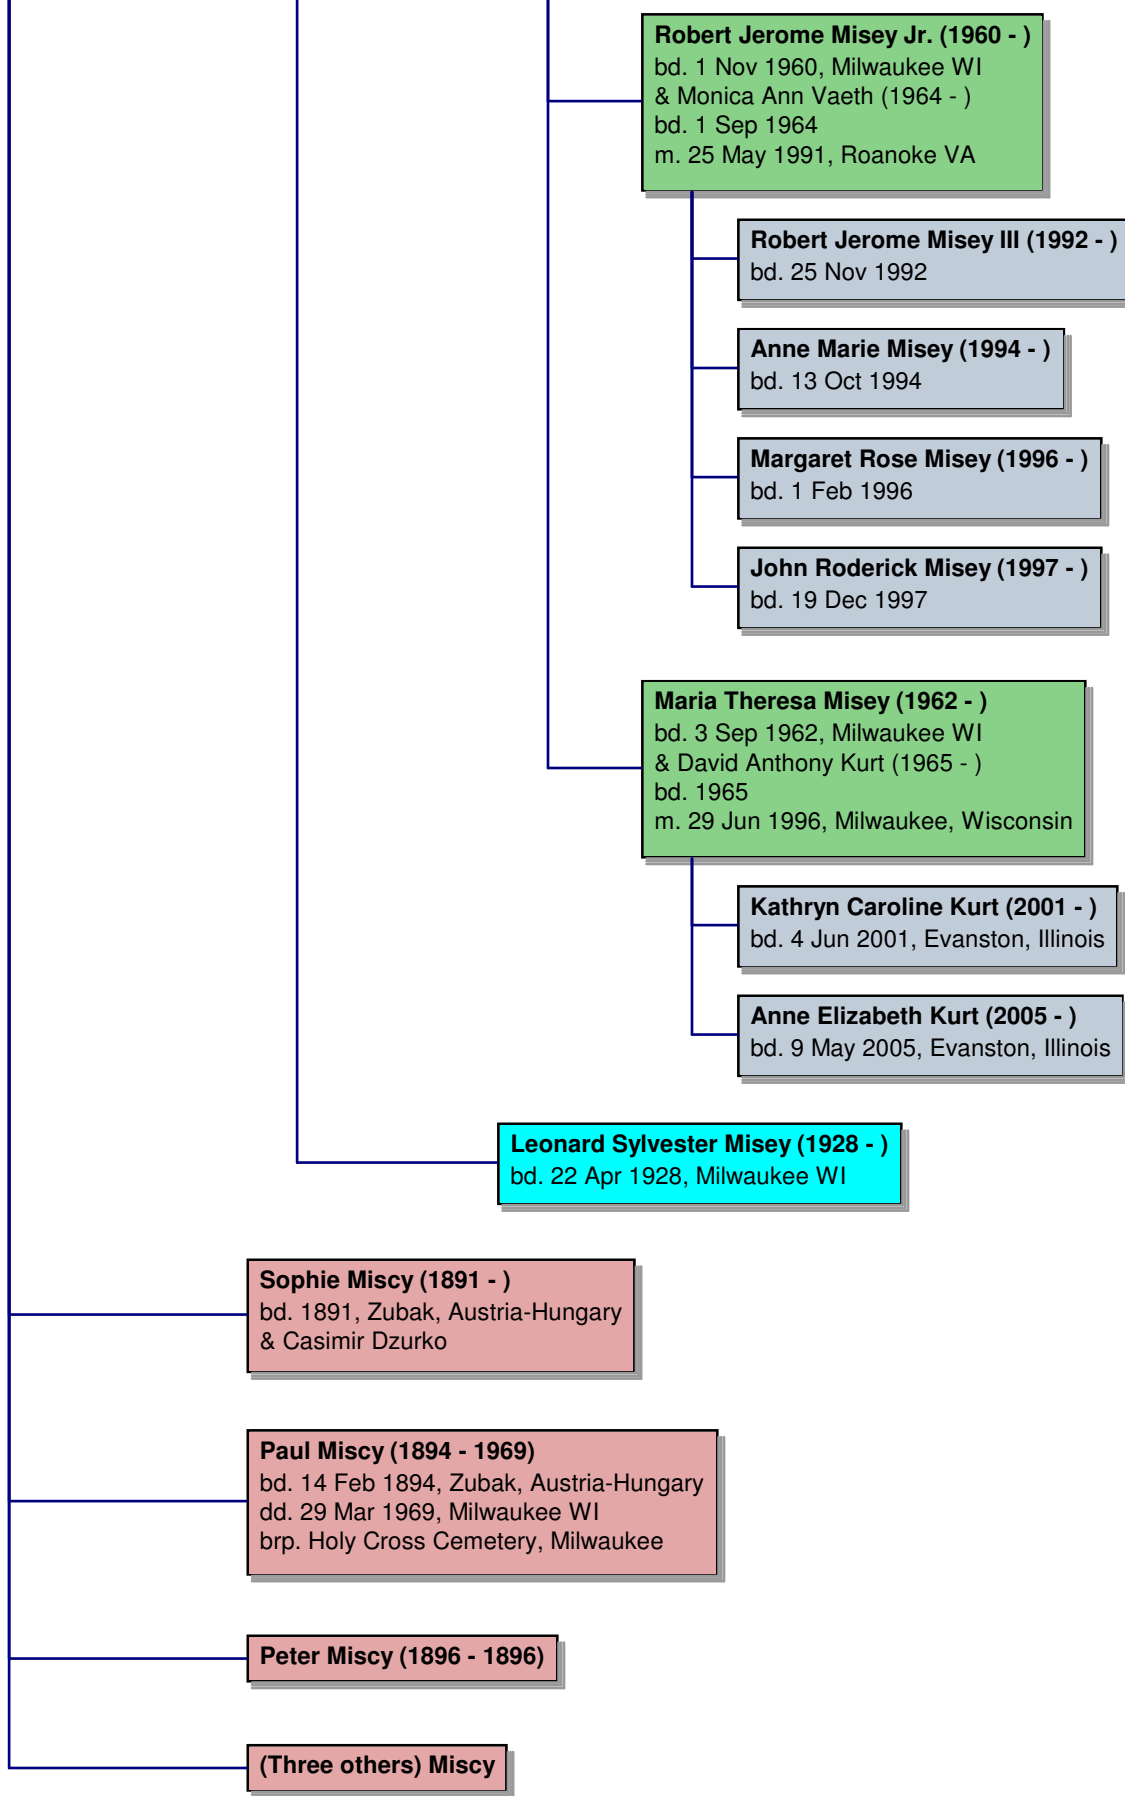 Robert Jerome Misey Jr. (1960 - )
bd. 1 Nov 1960, Milwaukee WI
& Monica Ann Vaeth (1964 - )
bd. 1 Sep 1964
m. 25 May 1991, Roanoke VA
Robert Jerome Misey III (1992 - )
bd. 25 Nov 1992
Anne Marie Misey (1994 - )
bd. 13 Oct 1994
Margaret Rose Misey (1996 - )
bd. 1 Feb 1996
John Roderick Misey (1997 - )
bd. 19 Dec 1997
Maria Theresa Misey (1962 - )
bd. 3 Sep 1962, Milwaukee WI
& David Anthony Kurt (1965 - )
bd. 1965
m. 29 Jun 1996, Milwaukee, Wisconsin
Kathryn Caroline Kurt (2001 - )
bd. 4 Jun 2001, Evanston, Illinois
Anne Elizabeth Kurt (2005 - )
bd. 9 May 2005, Evanston, Illinois
Leonard Sylvester Misey (1928 - )
bd. 22 Apr 1928, Milwaukee WI
Sophie Miscy (1891 - )
bd. 1891, Zubak, Austria-Hungary
& Casimir Dzurko
Paul Miscy (1894 - 1969)
bd. 14 Feb 1894, Zubak, Austria-Hungary
dd. 29 Mar 1969, Milwaukee WI
brp. Holy Cross Cemetery, Milwaukee
Peter Miscy (1896 - 1896)
(Three others) Miscy